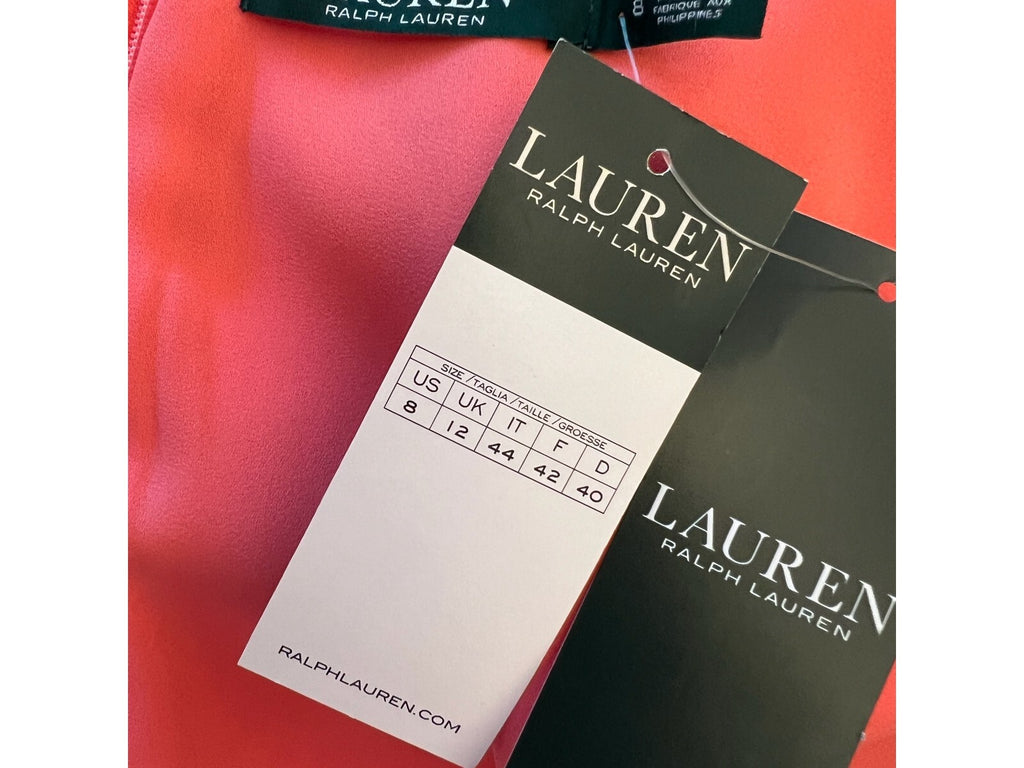 LAUREN
RALPH LAUREN
8
FABRIQUÉ AUX
PHILIPPINES
LAUREN
RALPH LAUREN
SIZE /TAGLIA /TAILLE /GROESSE
US UK IT F D
8 12 44 42 40
RALPHLAUREN.COM
LAUREN
RALPH LAUREN